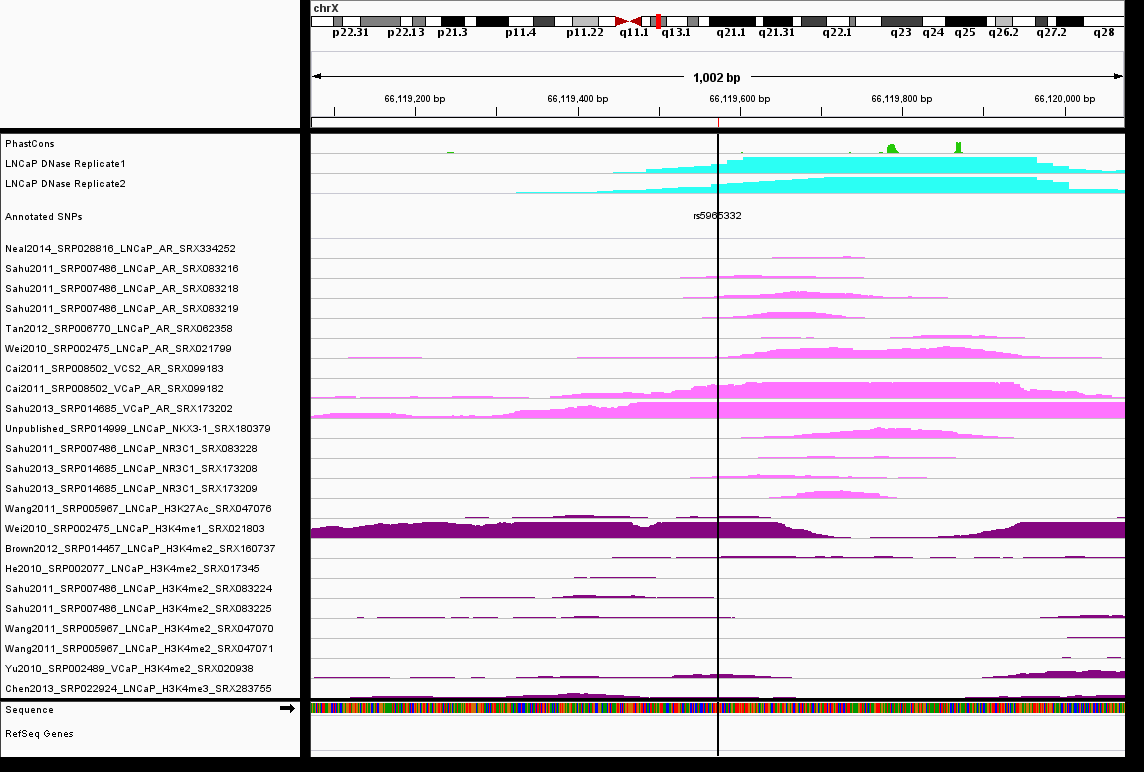 chrX
p22.31 p22.13 p21.3 p11.4 p11.22 q11.1 q13.1 q21.1 q21.31 q22.1 q23 q24 q25 q26.2 q27.2 q28
1,002 bp
66,119,200 bp 66,119,400 bp 66,119,600 bp 66,119,800 bp 66,120,000 bp
PhastCons
LNCaP DNase Replicate1
LNCaP DNase Replicate2
Annotated SNPs
rs5965332
Neal2014_SRP028816_LNCaP_AR_SRX334252
Sahu2011_SRP007486_LNCaP_AR_SRX083216
Sahu2011_SRP007486_LNCaP_AR_SRX083218
Sahu2011_SRP007486_LNCaP_AR_SRX083219
Tan2012_SRP006770_LNCaP_AR_SRX062358
Wei2010_SRP002475_LNCaP_AR_SRX021799
Cai2011_SRP008502_VCS2_AR_SRX099183
Cai2011_SRP008502_VCaP_AR_SRX099182
Sahu2013_SRP014685_VCaP_AR_SRX173202
Unpublished_SRP014999_LNCaP_NKX3-1_SRX180379
Sahu2011_SRP007486_LNCaP_NR3C1_SRX083228
Sahu2013_SRP014685_LNCaP_NR3C1_SRX173208
Sahu2013_SRP014685_LNCaP_NR3C1_SRX173209
Wang2011_SRP005967_LNCaP_H3K27Ac_SRX047076
Wei2010_SRP002475_LNCaP_H3K4me1_SRX021803
Brown2012_SRP014457_LNCaP_H3K4me2_SRX160737
He2010_SRP002077_LNCaP_H3K4me2_SRX017345
Sahu2011_SRP007486_LNCaP_H3K4me2_SRX083224
Sahu2011_SRP007486_LNCaP_H3K4me2_SRX083225
Wang2011_SRP005967_LNCaP_H3K4me2_SRX047070
Wang2011_SRP005967_LNCaP_H3K4me2_SRX047071
Yu2010_SRP002489_VCaP_H3K4me2_SRX020938
Chen2013_SRP022924_LNCaP_H3K4me3_SRX283755
Sequence
RefSeq Genes